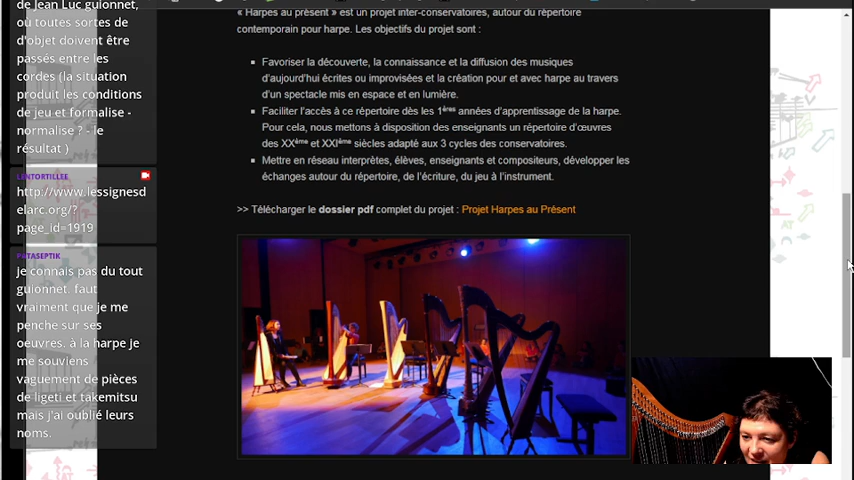 de Jean Luc guionnet,
ou toutes sortes de
d'objet doivent être
passés entre les
cordes (la situation
produit les conditions
de jeu et formalise -
normalise ? - le
résultat )
LENTORTILLEE
http://www.lessignesd
elarc.org/?
page_id=1919
PATASEPTIK
je connais pas du tout
guionnet. faut
vraiment que je me
penche sur ses
oeuvres. à la harpe je
me souviens
vaguement de pièces
de ligeti et takemitsu
mais j'ai oublié leurs
noms.
« Harpes au présent » est un projet inter-conservatoires, autour du répertoire
contemporain pour harpe. Les objectifs du projet sont :
Favoriser la découverte, la connaissance et la diffusion des musiques
d'aujourd'hui écrites ou improvisées et la création pour et avec harpe au travers
d'un spectacle mis en espace et en lumière.
Faciliter l'accès à ce répertoire dès les 1ères années d'apprentissage de la harpe.
Pour cela, nous mettons à disposition des enseignants un répertoire d'œuvres
des XXème et XXIème siècles adapté aux 3 cycles des conservatoires.
Mettre en réseau interprètes, élèves, enseignants et compositeurs, développer les
échanges autour du répertoire, de l'écriture, du jeu à l'instrument.
>> Télécharger le dossier pdf complet du projet : Projet Harpes au Présent